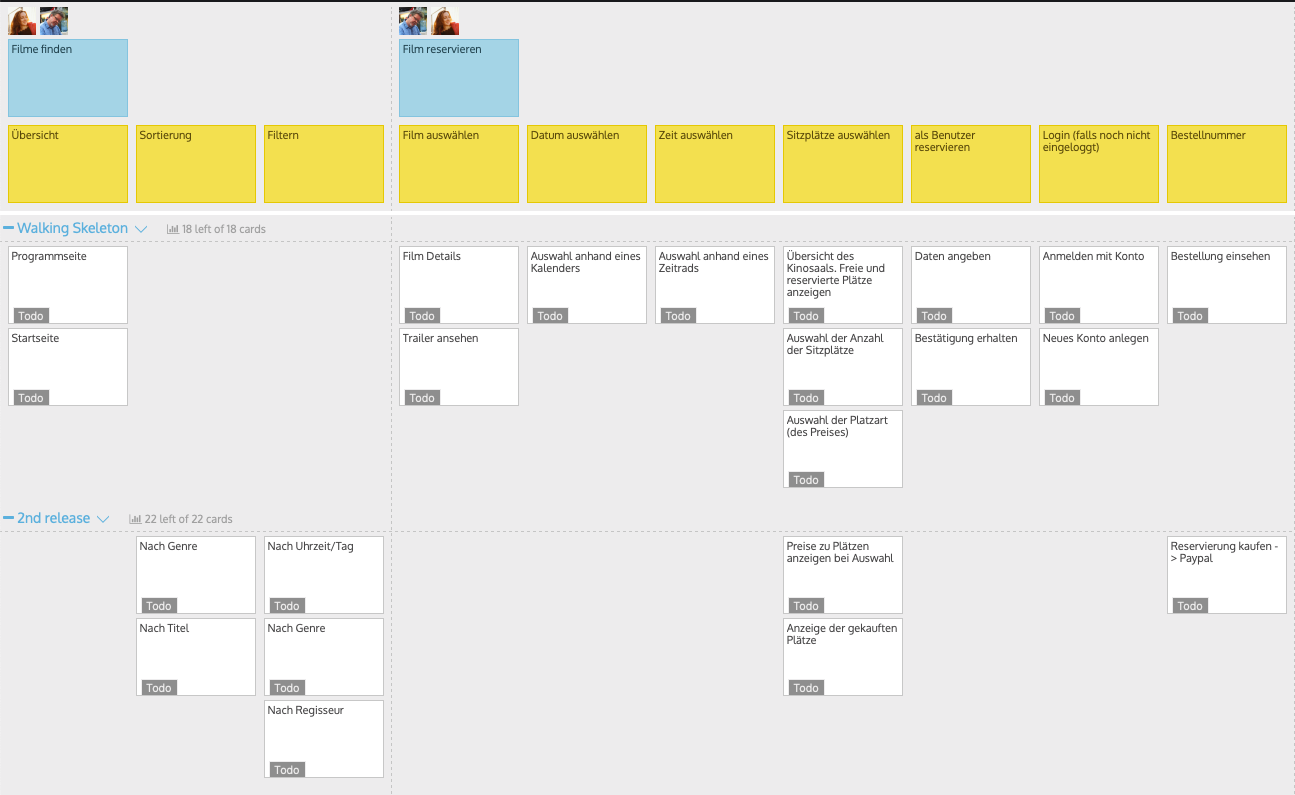 Filme finden
Film reservieren
Übersicht
Sortierung
Filtern
Film auswählen
Datum auswählen
Zeit auswählen
Sitzplätze auswählen
als Benutzer
reservieren
Login (falls noch nicht
eingeloggt)
Bestellnummer
Walking Skeleton
18 left of 18 cards
Programmseite
Todo
Film Details
Todo
Auswahl anhand eines
Kalenders
Todo
Auswahl anhand eines
Zeitrads
Todo
Übersicht des
Kinosaals. Freie und
reservierte Plätze
anzeigen
Todo
Daten angeben
Todo
Anmelden mit Konto
Todo
Bestellung einsehen
Todo
Startseite
Todo
Trailer ansehen
Todo
Auswahl der Anzahl
der Sitzplätze
Todo
Bestätigung erhalten
Todo
Neues Konto anlegen
Todo
Auswahl der Platzart
(des Preises)
Todo
2nd release
22 left of 22 cards
Nach Genre
Todo
Nach Uhrzeit/Tag
Todo
Preise zu Plätzen
anzeigen bei Auswahl
Todo
Reservierung kaufen -
> Paypal
Todo
Nach Titel
Todo
Nach Genre
Todo
Anzeige der gekauften
Plätze
Todo
Nach Regisseur
Todo